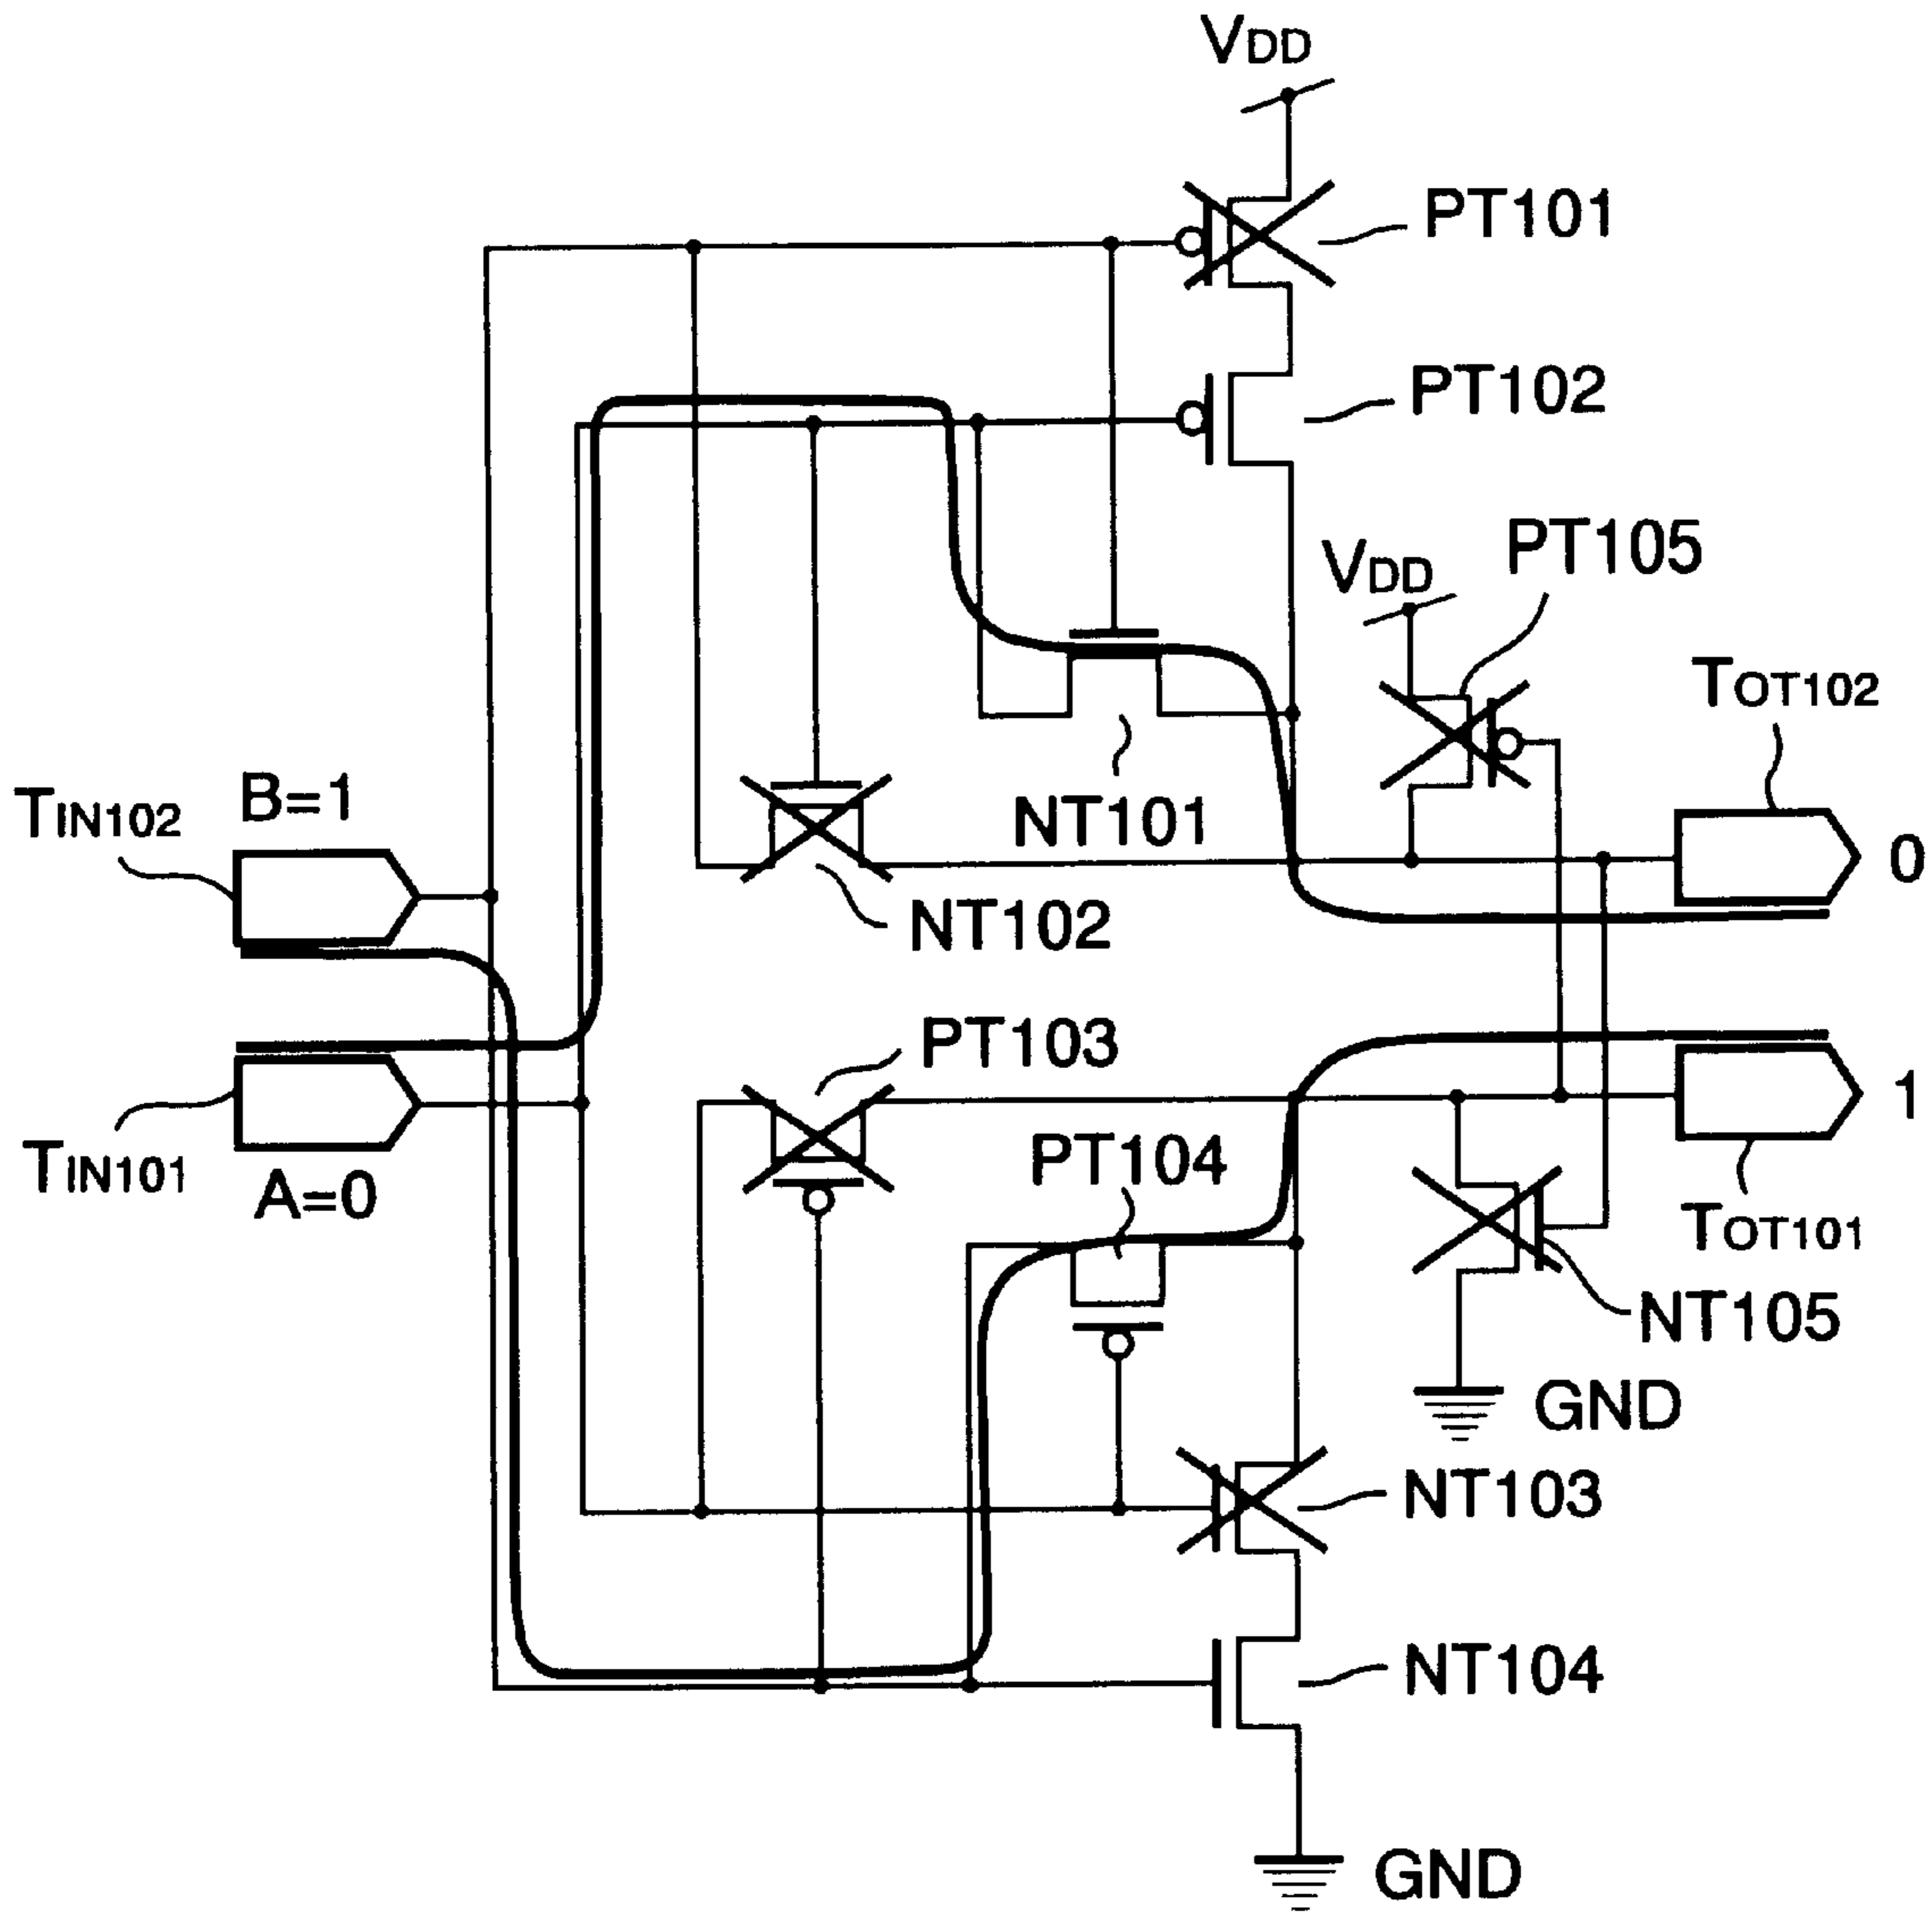 VDD
PT101
PT102
PT105
VDD
TOT102
B=1
TIN102
NT101
0
NT102
PT103
1
PT104
TIN101
A=0
TOT101
NT105
GND
NT103
NT104
GND